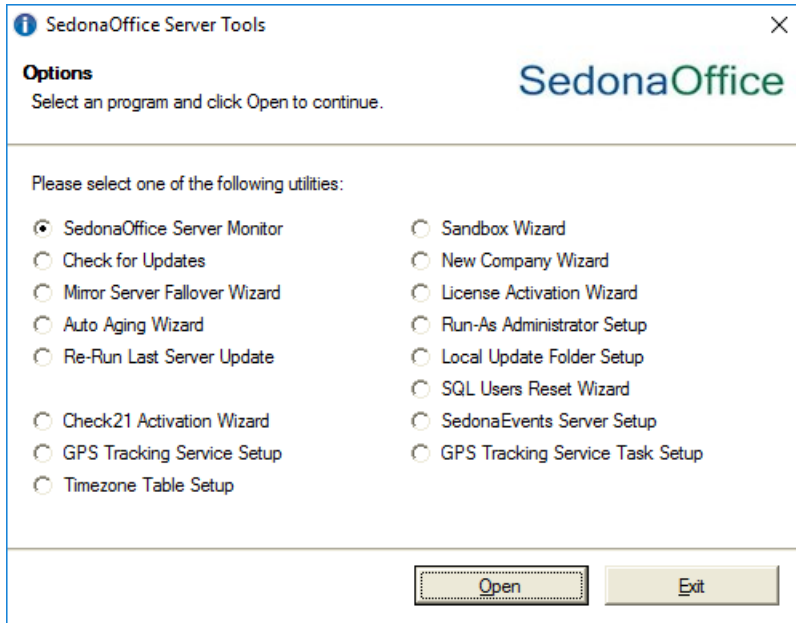 SedonaOffice Server Tools
Options
Select an program and click Open to continue.
SedonaOffice
Please select one of the following utilities:
SedonaOffice Server Monitor
Check for Updates
Mirror Server Fallover Wizard
Auto Aging Wizard
Re-Run Last Server Update
Check21 Activation Wizard
GPS Tracking Service Setup
Timezone Table Setup
Sandbox Wizard
New Company Wizard
License Activation Wizard
Run-As Administrator Setup
Local Update Folder Setup
SQL Users Reset Wizard
SedonaEvents Server Setup
GPS Tracking Service Task Setup
Open
Exit